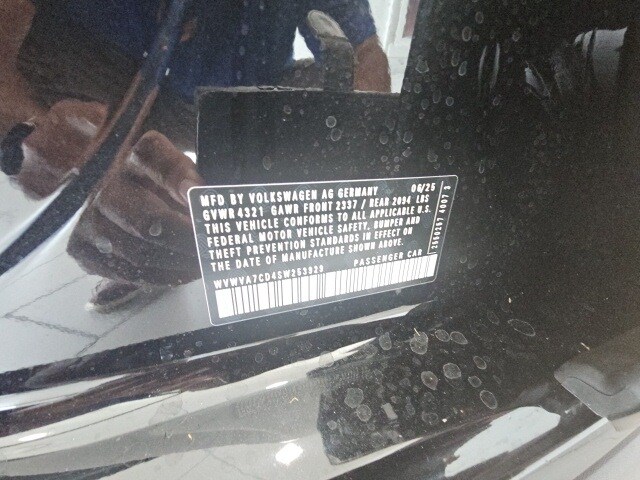 MFD BY VOLKSWAGEN AG GERMANY 06/25
GVWR 4321 GAWR FRONT 2337 / REAR 2094 LBS
THIS VEHICLE CONFORMS TO ALL APPLICABLE U.S.
FEDERAL MOTOR VEHICLE SAFETY, BUMPER AND
THEFT PREVENTION STANDARDS IN EFFECT ON
THE DATE OF MANUFACTURE SHOWN ABOVE.
WVWVA7CD4SW253929 PASSENGER CAR